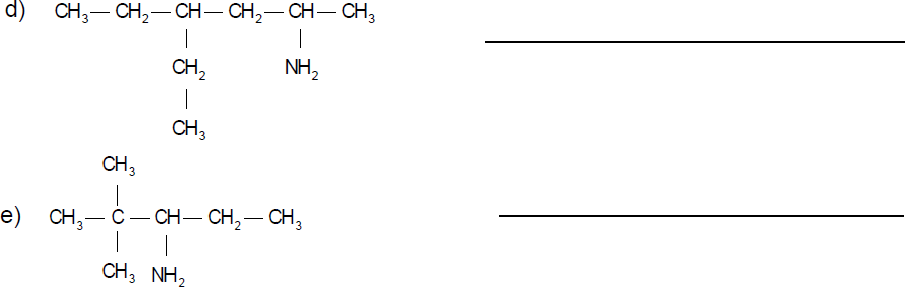 d) CH₃— CH₂— CH— CH₂— CH— CH₃
CH₂ NH₂
CH₃
CH₃
e) CH₃— C — CH— CH₂— CH₃
CH₃ NH₂